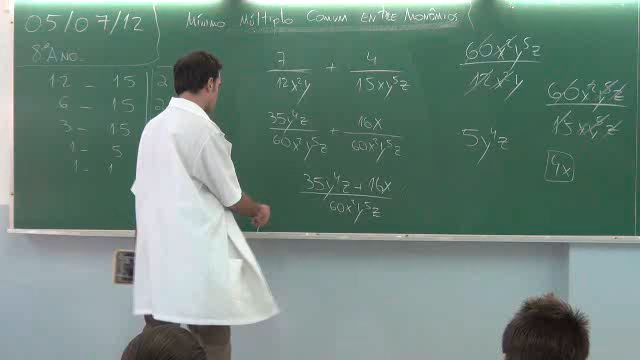 05/07/12
Mínimo Múltiplo Comum entre Monômios
8º Ano.
12 - 15 | 2
6 - 15 | 2
3 - 15
1 - 5
1 - 1
7/12x²y + 4/15xy⁵z
35y⁴z/60x²y⁵z + 16x/60x²y⁵z
35y⁴z + 16x/60x²y⁵z
60x²y⁵z/12x²y
5y⁴z
60x²y⁵z/15xy⁵z
4x